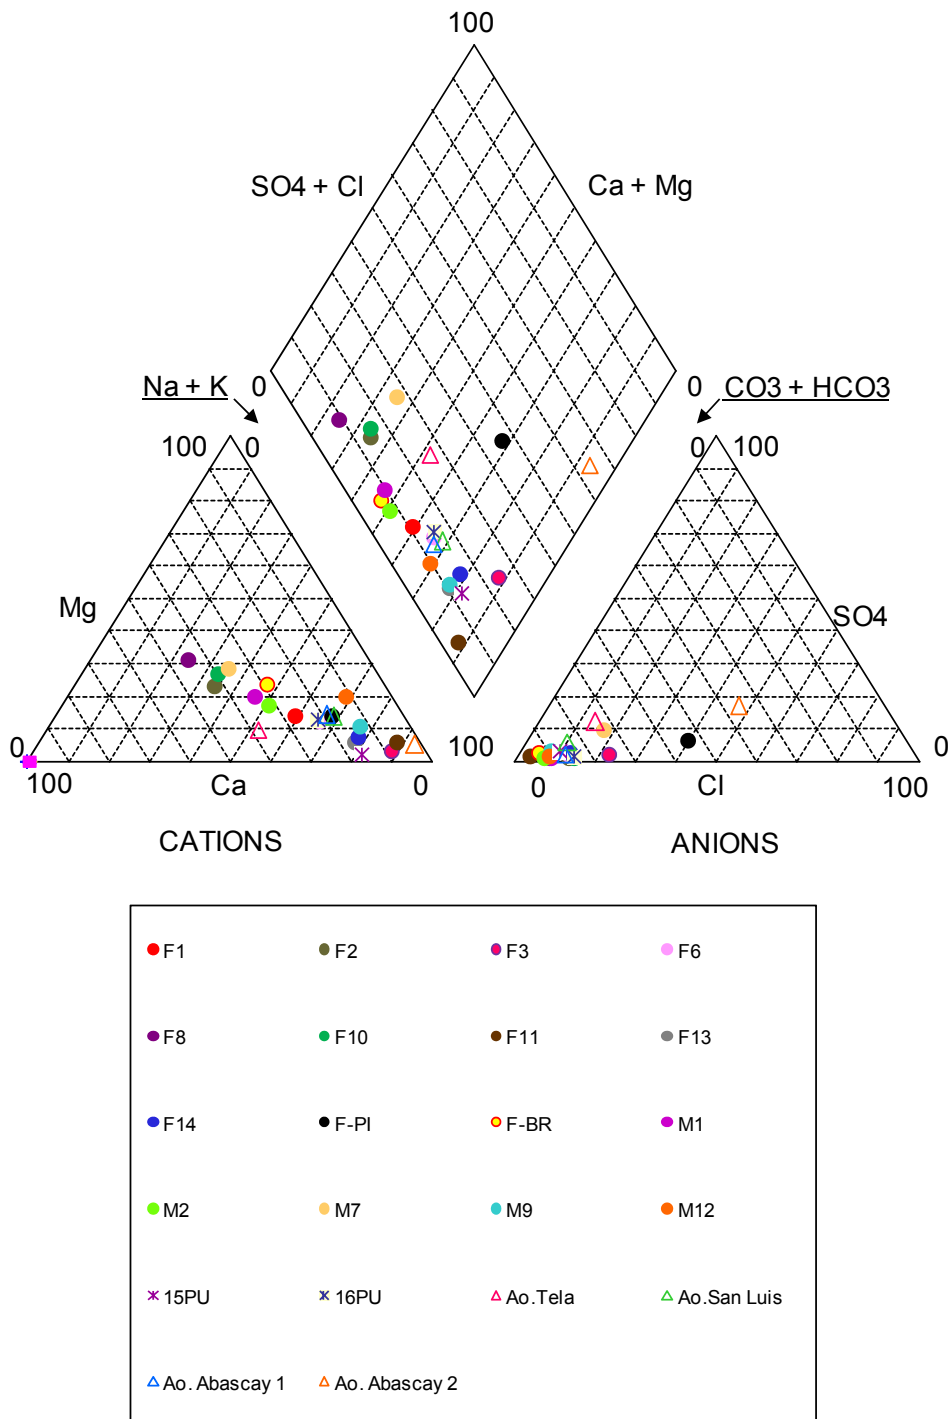 100
SO4 + Cl
Ca + Mg
Na + K
0
0
CO3 + HCO3
100
0
0
100
Mg
SO4
0
100
0
100
Ca
0
0
Cl
100
CATIONS
ANIONS
F1
F2
F3
F6
F8
F10
F11
F13
F14
F-PI
F-BR
M1
M2
M7
M9
M12
15PU
16PU
Ao.Tela
Ao.San Luis
Ao. Abascay 1
Ao. Abascay 2